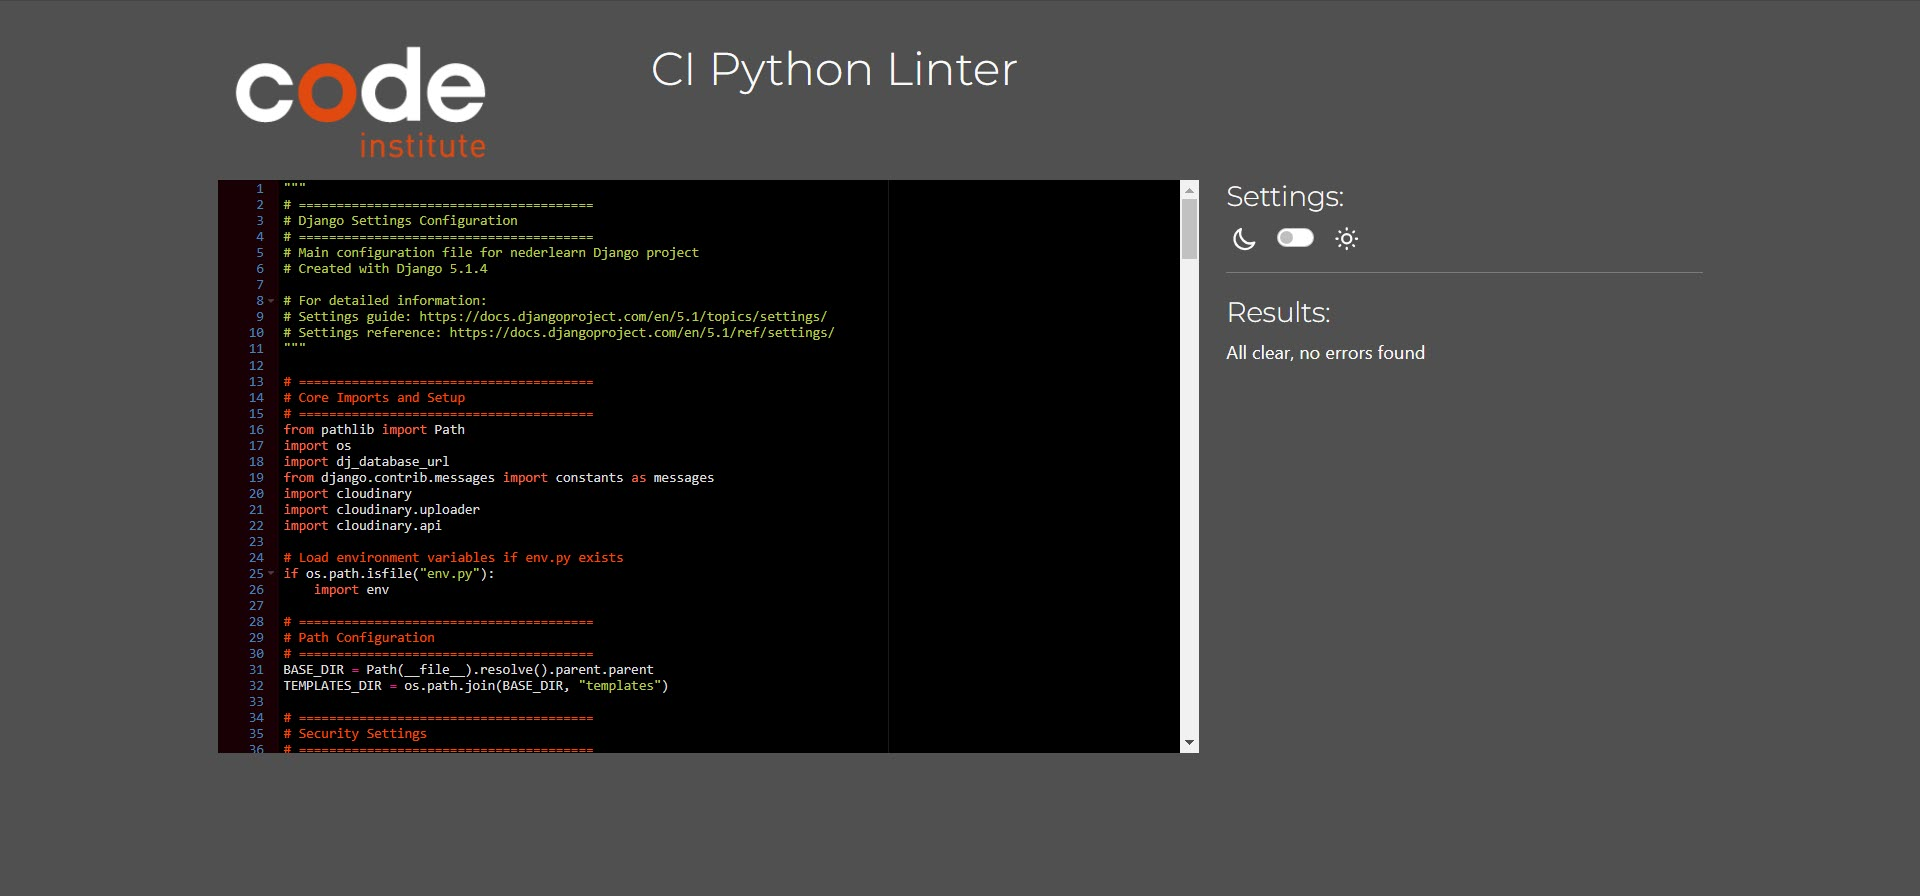 code
institute
CI Python Linter
1 """
2 # =======================================
3 # Django Settings Configuration
4 # =======================================
5 # Main configuration file for nederlearn Django project
6 # Created with Django 5.1.4
7
8 # For detailed information:
9 # Settings guide: https://docs.djangoproject.com/en/5.1/topics/settings/
10 # Settings reference: https://docs.djangoproject.com/en/5.1/ref/settings/
11 """
12
13 # =======================================
14 # Core Imports and Setup
15 # =======================================
16 from pathlib import Path
17 import os
18 import dj_database_url
19 from django.contrib.messages import constants as messages
20 import cloudinary
21 import cloudinary.uploader
22 import cloudinary.api
23
24 # Load environment variables if env.py exists
25 if os.path.isfile("env.py"):
26     import env
27
28 # =======================================
29 # Path Configuration
30 # =======================================
31 BASE_DIR = Path(__file__).resolve().parent.parent
32 TEMPLATES_DIR = os.path.join(BASE_DIR, "templates")
33
34 # =======================================
35 # Security Settings
36 # =======================================
Settings:
Results:
All clear, no errors found